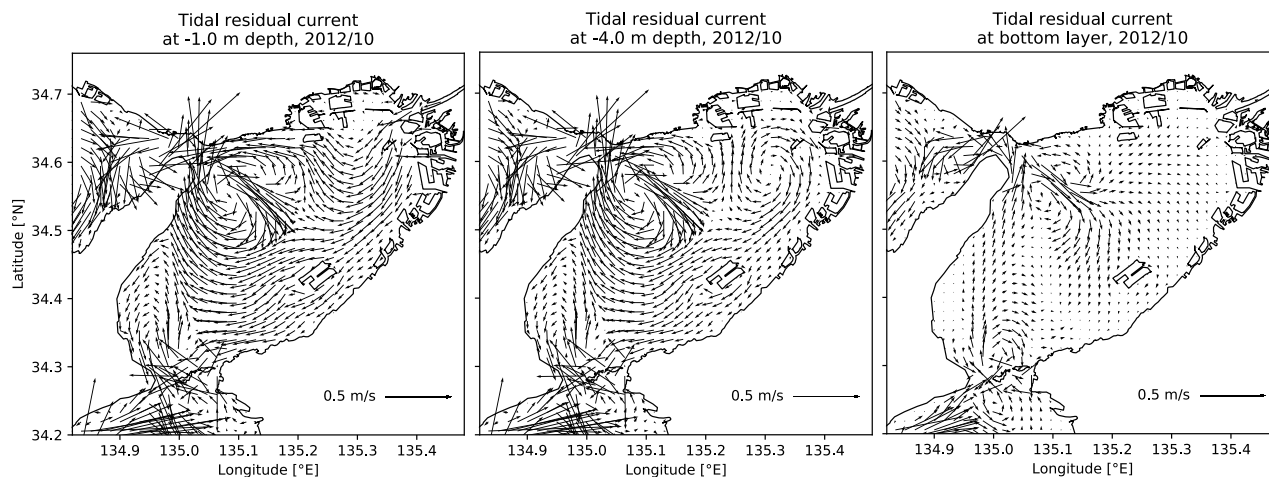 Tidal residual current
at -1.0 m depth, 2012/10
Tidal residual current
at -4.0 m depth, 2012/10
Tidal residual current
at bottom layer, 2012/10
Latitude [°N]
34.7
34.6
34.5
34.4
34.3
34.2
0.5 m/s
0.5 m/s
0.5 m/s
134.9 135.0 135.1 135.2 135.3 135.4
134.9 135.0 135.1 135.2 135.3 135.4
134.9 135.0 135.1 135.2 135.3 135.4
Longitude [°E]
Longitude [°E]
Longitude [°E]